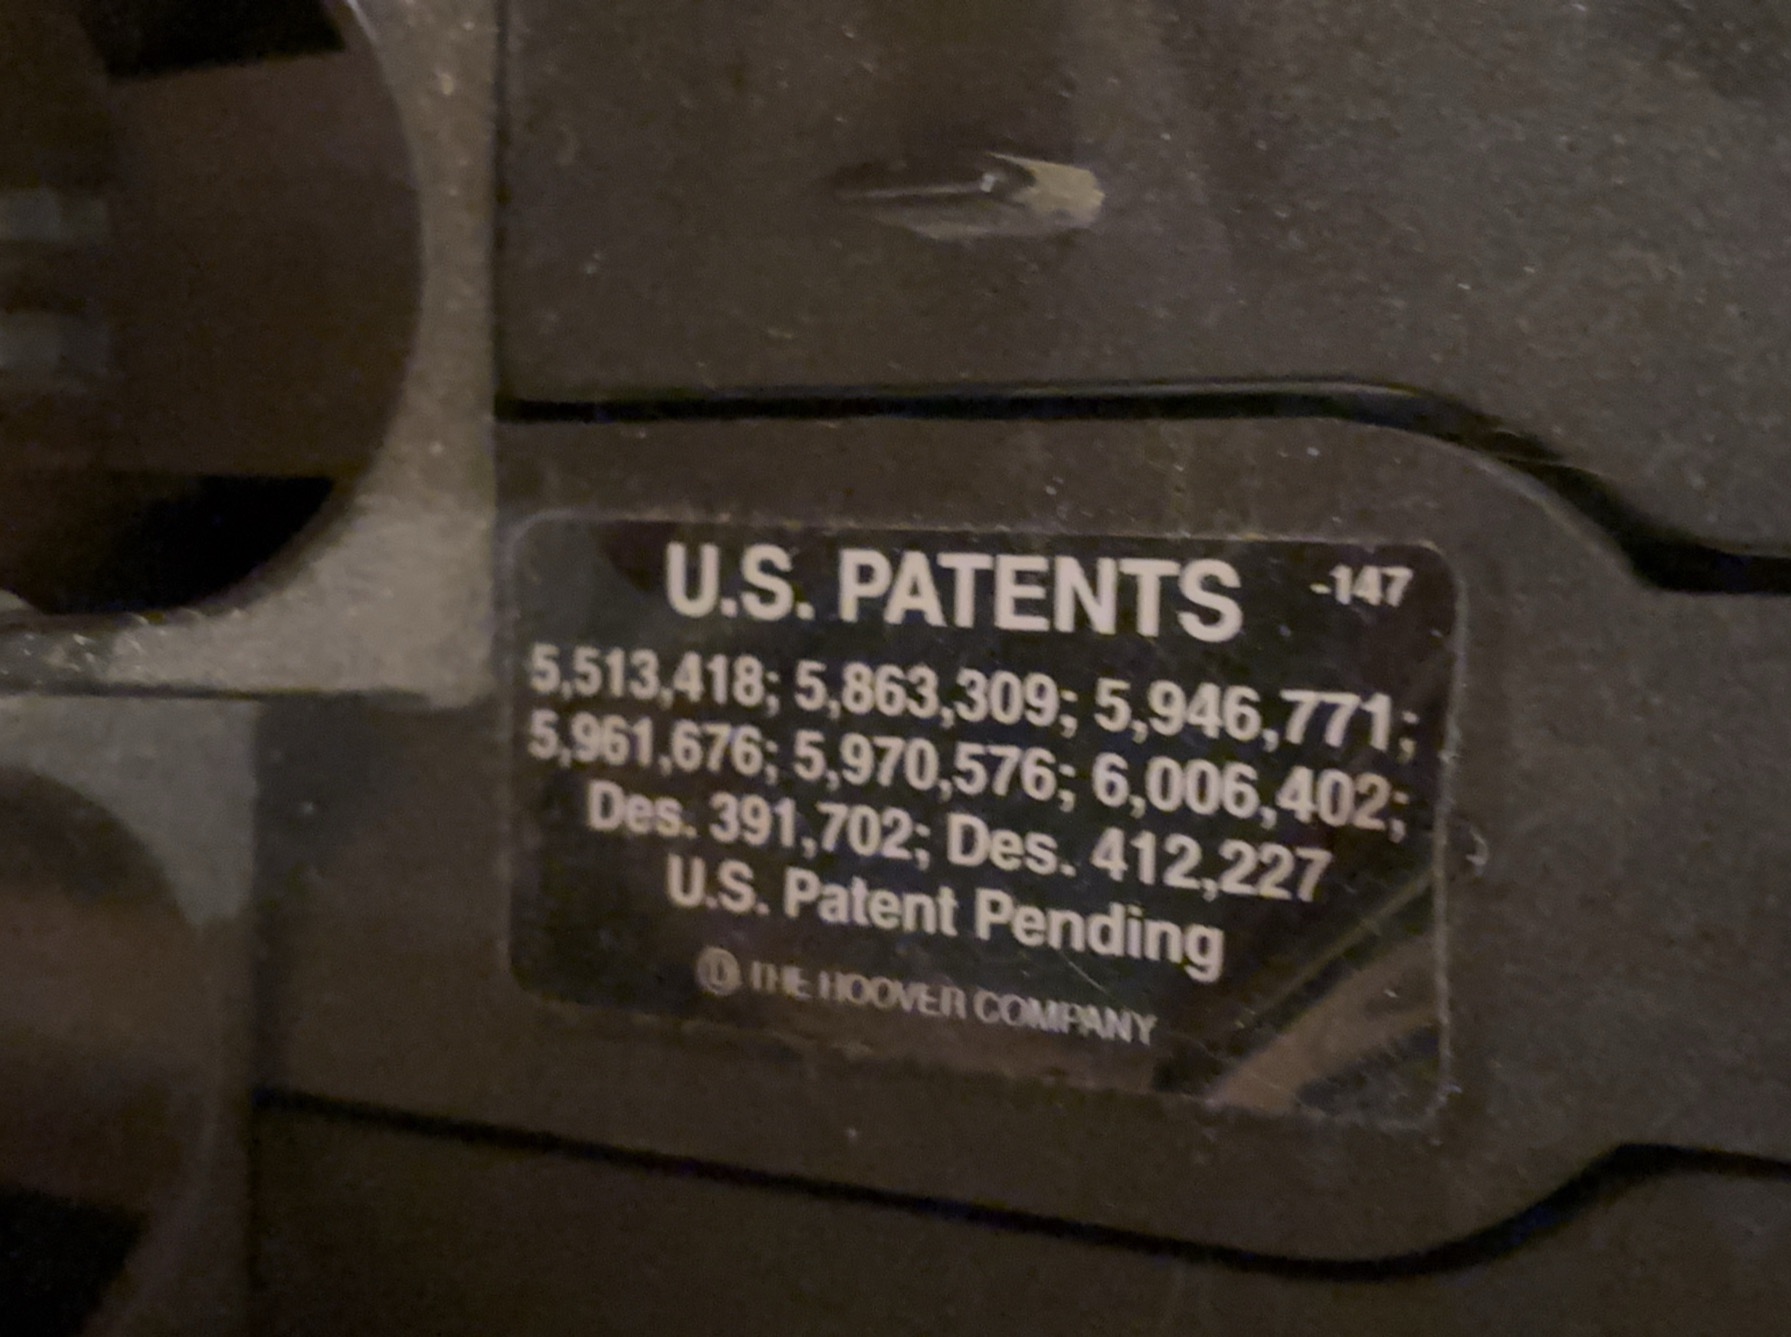 U.S. PATENTS -147
5,513,418; 5,863,309; 5,946,771;
5,961,676; 5,970,576; 6,006,402;
Des. 391,702; Des. 412,227
U.S. Patent Pending
Ⓤ THE HOOVER COMPANY